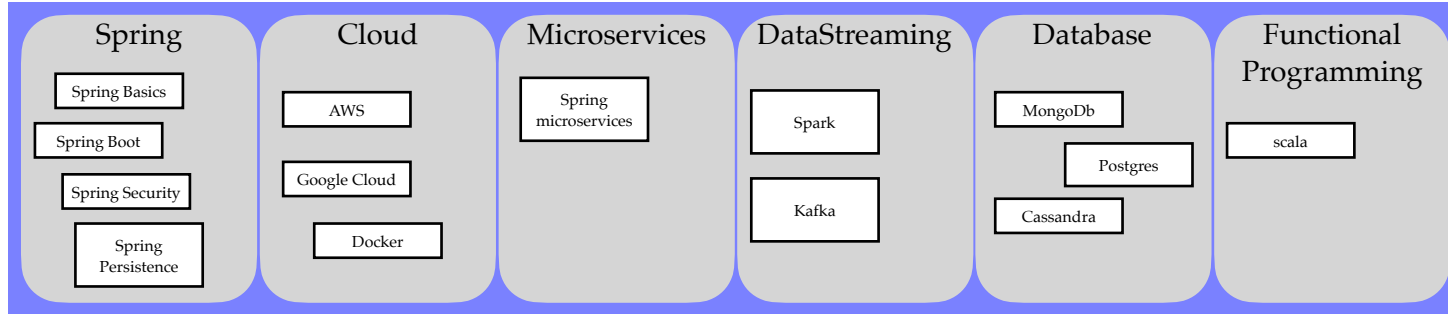 Spring
Spring Basics
Spring Boot
Spring Security
Spring
Persistence
Cloud
AWS
Google Cloud
Docker
Microservices
Spring
microservices
DataStreaming
Spark
Kafka
Database
MongoDb
Postgres
Cassandra
Functional
Programming
scala